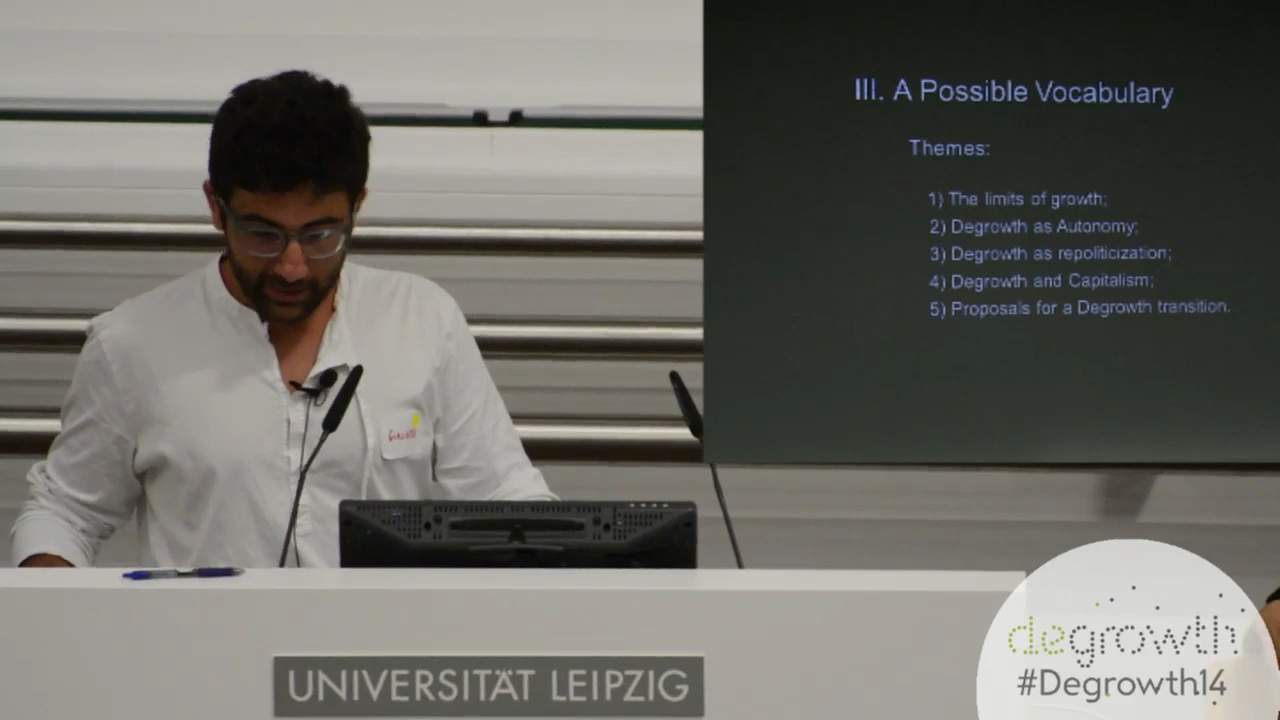 III. A Possible Vocabulary
Themes:
1) The limits of growth;
2) Degrowth as Autonomy;
3) Degrowth as repoliticization;
4) Degrowth and Capitalism;
5) Proposals for a Degrowth transition.
UNIVERSITÄT LEIPZIG
degrowth
#Degrowth14